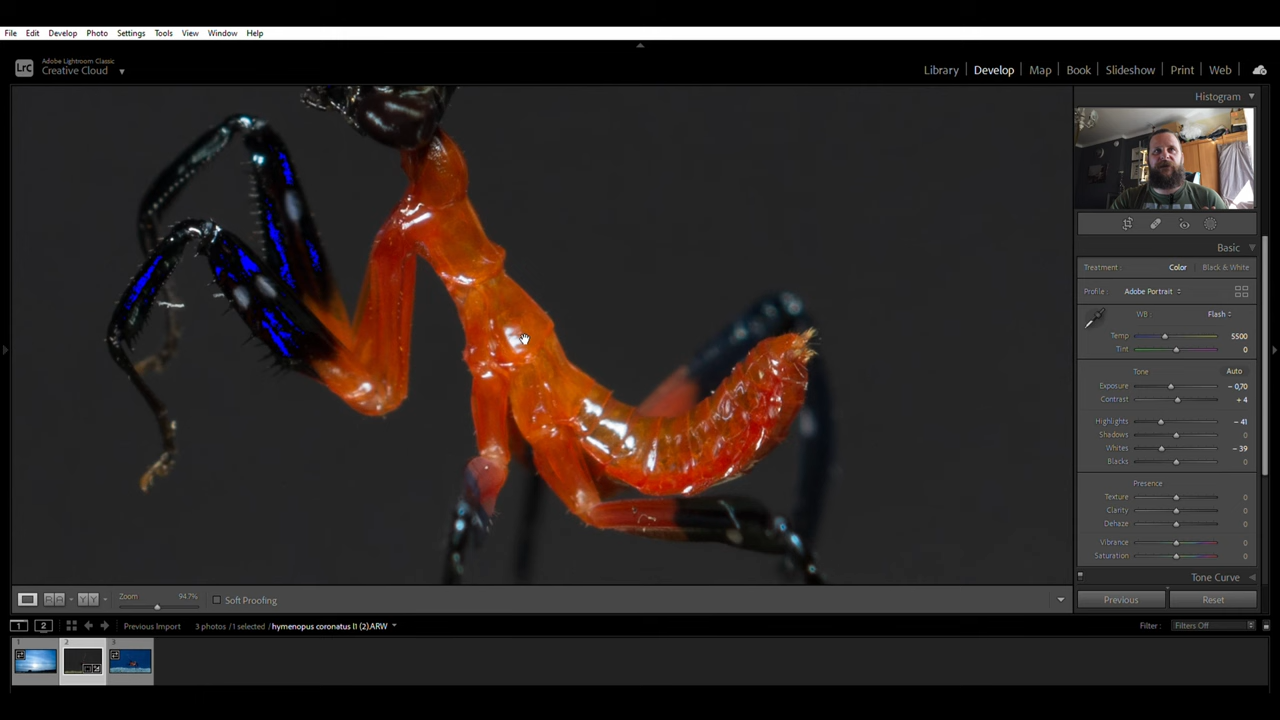 File Edit Develop Photo Settings Tools View Window Help
Lrc Adobe Lightroom Classic
Creative Cloud
Library Develop Map Book Slideshow Print Web
Histogram
Basic
Treatment : Color Black & White
Profile : Adobe Portrait
WB : Flash
Temp 5500
Tint 0
Tone Auto
Exposure - 0,70
Contrast + 4
Highlights - 41
Shadows 0
Whites - 39
Blacks 0
Presence
Texture 0
Clarity 0
Dehaze 0
Vibrance 0
Saturation 0
Tone Curve
Zoom 94.7% Soft Proofing
Previous Reset
1 2 Previous Import 3 photos / 1 selected / hymenopus coronatus l1 (2).ARW Filter : Filters Off
1 2 3